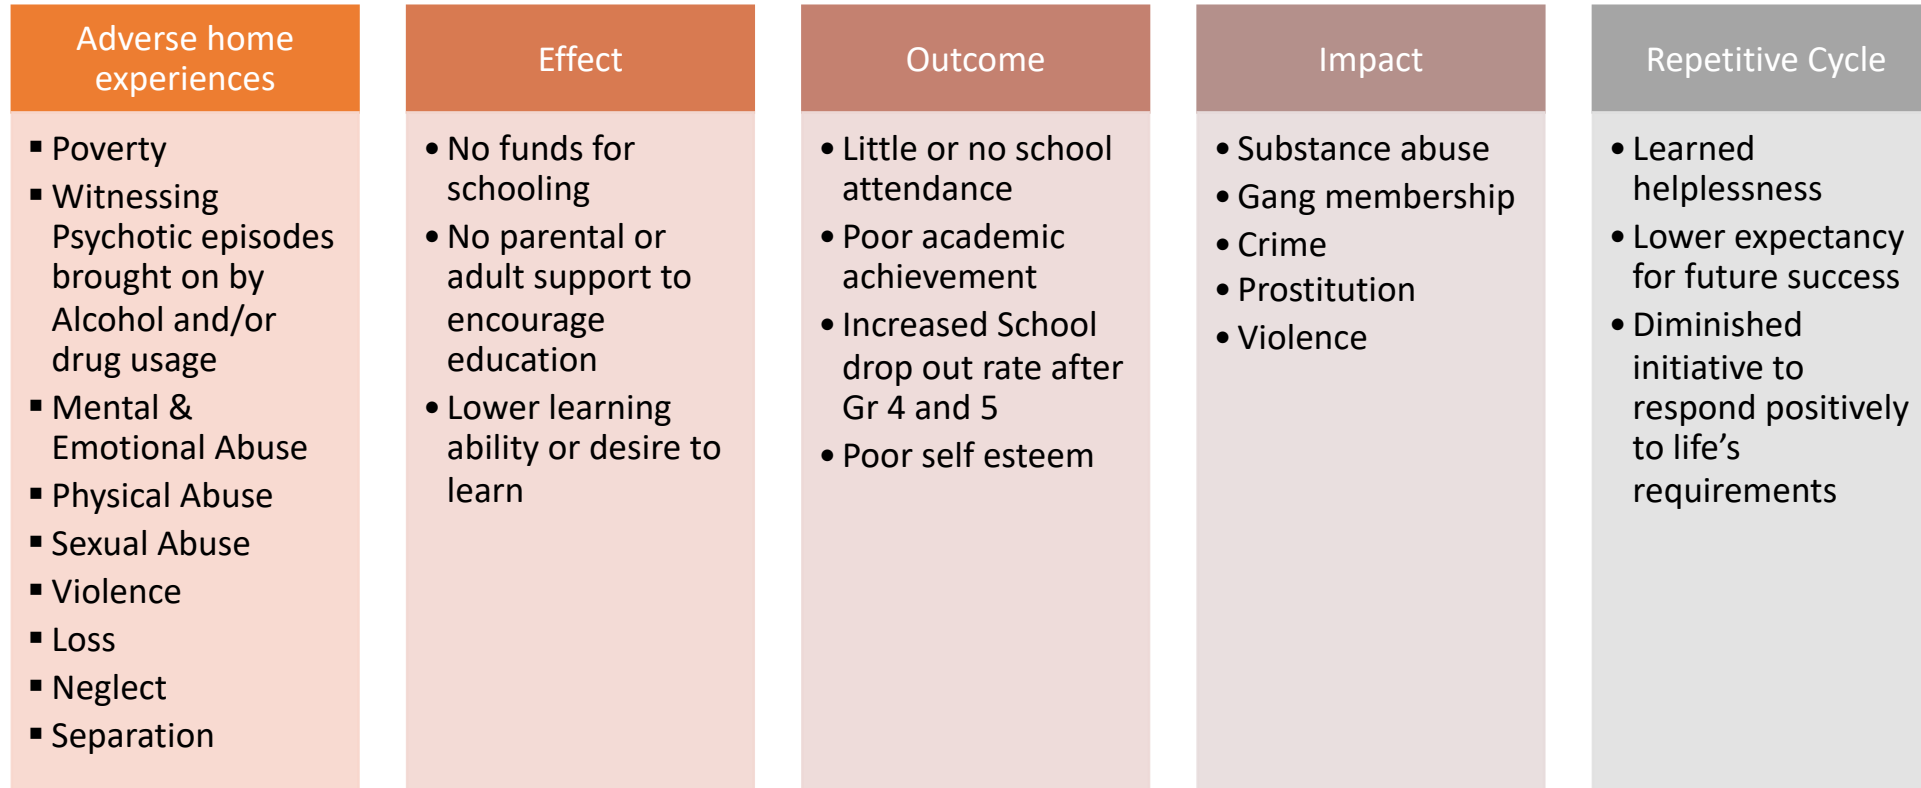 Adverse home
experiences
▪ Poverty
▪ Witnessing
Psychotic episodes
brought on by
Alcohol and/or
drug usage
▪ Mental &
Emotional Abuse
▪ Physical Abuse
▪ Sexual Abuse
▪ Violence
▪ Loss
▪ Neglect
▪ Separation
Effect
• No funds for
schooling
• No parental or
adult support to
encourage
education
• Lower learning
ability or desire to
learn
Outcome
• Little or no school
attendance
• Poor academic
achievement
• Increased School
drop out rate after
Gr 4 and 5
• Poor self esteem
Impact
• Substance abuse
• Gang membership
• Crime
• Prostitution
• Violence
Repetitive Cycle
• Learned
helplessness
• Lower expectancy
for future success
• Diminished
initiative to
respond positively
to life’s
requirements